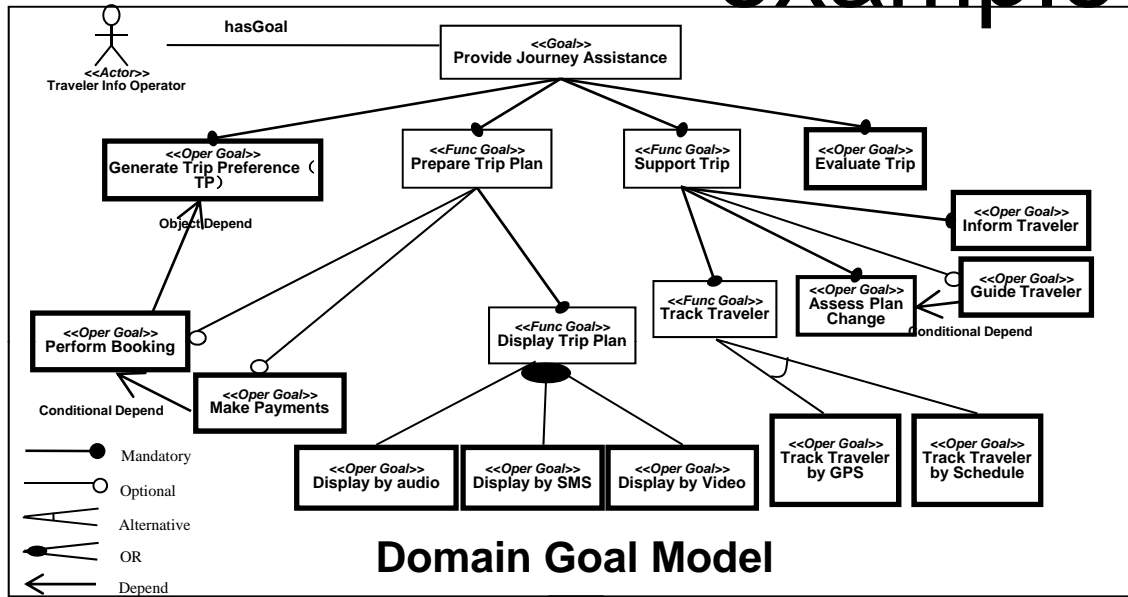 example
hasGoal
<<Actor>>
Traveler Info Operator
<<Goal>>
Provide Journey Assistance
<<Oper Goal>>
Generate Trip Preference（
TP）
<<Func Goal>>
Prepare Trip Plan
<<Func Goal>>
Support Trip
<<Oper Goal>>
Evaluate Trip
Object Depend
<<Oper Goal>>
Inform Traveler
<<Oper Goal>>
Guide Traveler
<<Oper Goal>>
Assess Plan
Change
Conditional Depend
<<Func Goal>>
Track Traveler
<<Func Goal>>
Display Trip Plan
<<Oper Goal>>
Perform Booking
<<Oper Goal>>
Make Payments
Conditional Depend
<<Oper Goal>>
Display by audio
<<Oper Goal>>
Display by SMS
<<Oper Goal>>
Display by Video
<<Oper Goal>>
Track Traveler
by GPS
<<Oper Goal>>
Track Traveler
by Schedule
Mandatory
Optional
Alternative
OR
Depend
Domain Goal Model